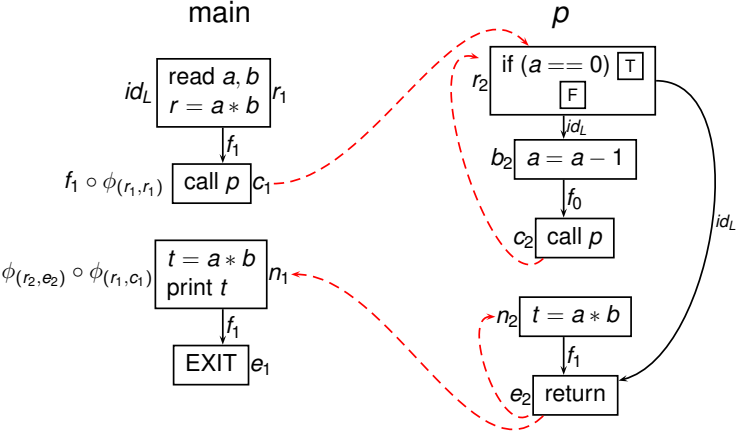 main
p
id_L
read a, b
r = a ∗ b
r_1
f_1
f_1 ∘ ϕ_(r_1,r_1)
call p
c_1
ϕ_(r_2,e_2) ∘ ϕ_(r_1,c_1)
t = a ∗ b
print t
n_1
f_1
EXIT
e_1
r_2
if (a == 0) T
F
id_L
b_2
a = a − 1
f_0
c_2
call p
id_L
n_2
t = a ∗ b
f_1
e_2
return